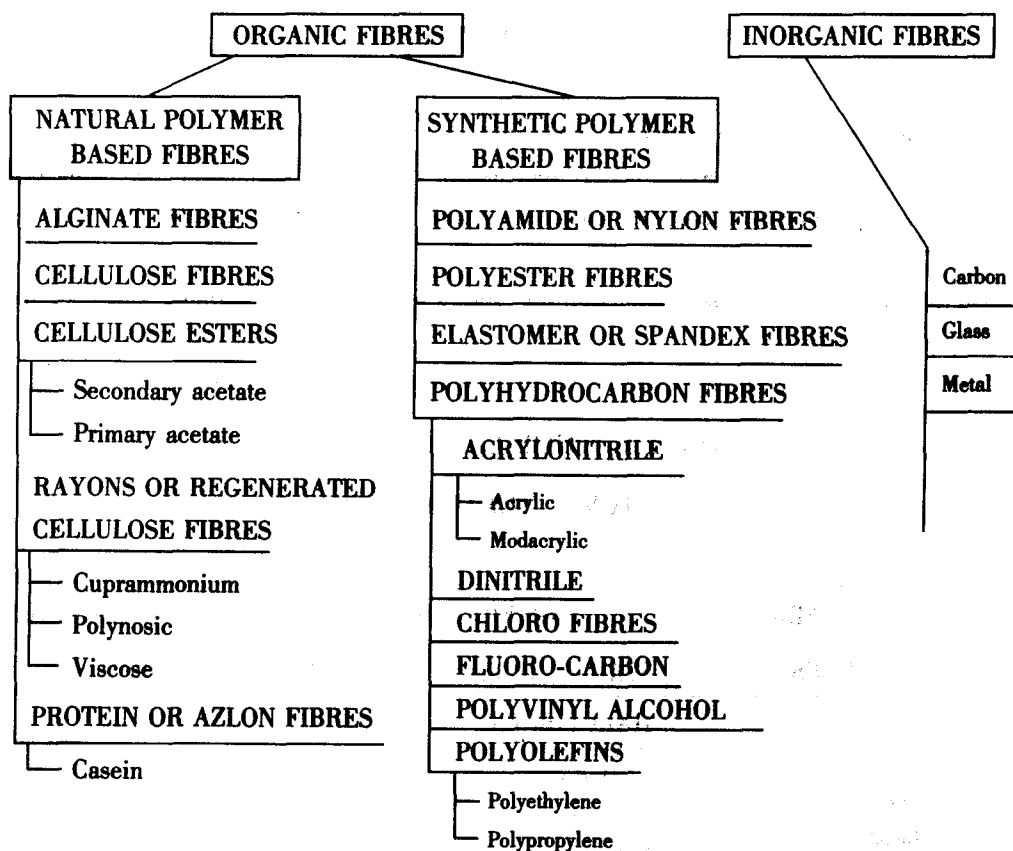 ORGANIC FIBRES
NATURAL POLYMER
BASED FIBRES
ALGINATE FIBRES
CELLULOSE FIBRES
CELLULOSE ESTERS
Secondary acetate
Primary acetate
RAYONS OR REGENERATED
CELLULOSE FIBRES
Cuprammonium
Polynosic
Viscose
PROTEIN OR AZLON FIBRES
Casein
SYNTHETIC POLYMER
BASED FIBRES
POLYAMIDE OR NYLON FIBRES
POLYESTER FIBRES
ELASTOMER OR SPANDEX FIBRES
POLYHYDROCARBON FIBRES
ACRYLONITRILE
Acrylic
Modacrylic
DINITRILE
CHLORO FIBRES
FLUORO-CARBON
POLYVINYL ALCOHOL
POLYOLEFINS
Polyethylene
Polypropylene
INORGANIC FIBRES
Carbon
Glass
Metal